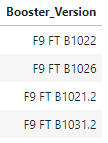 Booster_Version
F9 FT B1022
F9 FT B1026
F9 FT B1021.2
F9 FT B1031.2